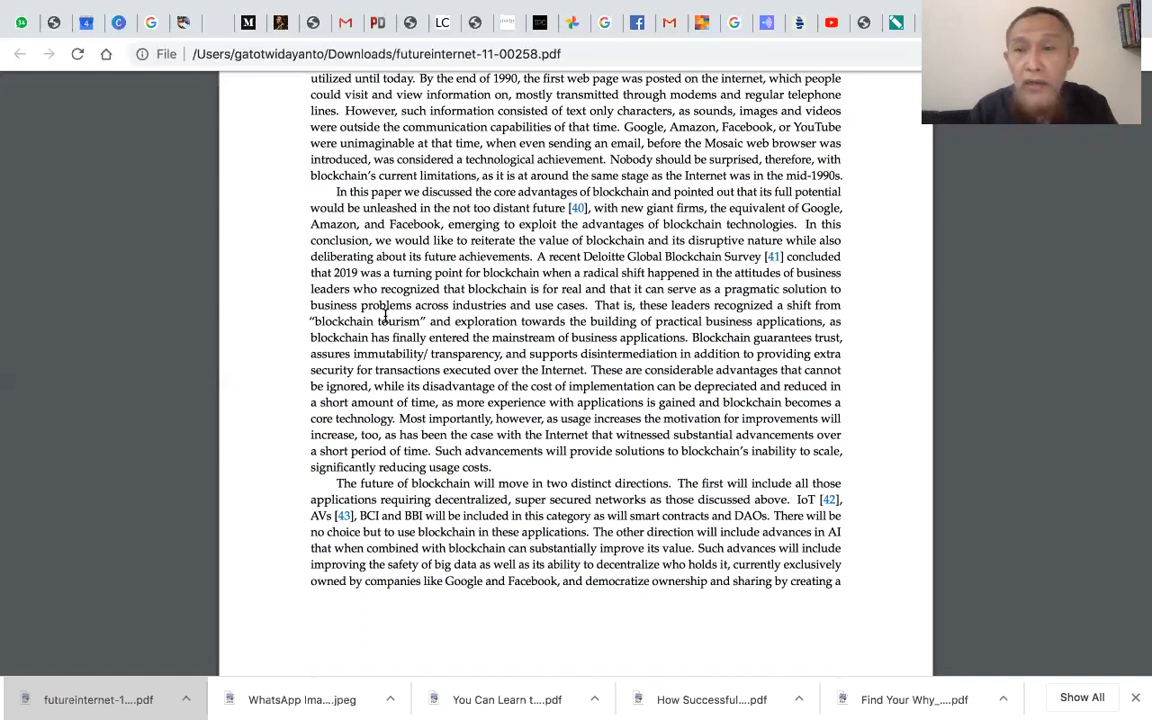 34
4
C
G
M
PD
LC
G
G
File
/Users/gatotwidayanto/Downloads/futureinternet-11-00258.pdf
utilized until today. By the end of 1990, the first web page was posted on the internet, which people
could visit and view information on, mostly transmitted through modems and regular telephone
lines. However, such information consisted of text only characters, as sounds, images and videos
were outside the communication capabilities of that time. Google, Amazon, Facebook, or YouTube
were unimaginable at that time, when even sending an email, before the Mosaic web browser was
introduced, was considered a technological achievement. Nobody should be surprised, therefore, with
blockchain's current limitations, as it is at around the same stage as the Internet was in the mid-1990s.
In this paper we discussed the core advantages of blockchain and pointed out that its full potential
would be unleashed in the not too distant future [40], with new giant firms, the equivalent of Google,
Amazon, and Facebook, emerging to exploit the advantages of blockchain technologies. In this
conclusion, we would like to reiterate the value of blockchain and its disruptive nature while also
deliberating about its future achievements. A recent Deloitte Global Blockchain Survey [41] concluded
that 2019 was a turning point for blockchain when a radical shift happened in the attitudes of business
leaders who recognized that blockchain is for real and that it can serve as a pragmatic solution to
business problems across industries and use cases. That is, these leaders recognized a shift from
“blockchain tourism” and exploration towards the building of practical business applications, as
blockchain has finally entered the mainstream of business applications. Blockchain guarantees trust,
assures immutability/ transparency, and supports disintermediation in addition to providing extra
security for transactions executed over the Internet. These are considerable advantages that cannot
be ignored, while its disadvantage of the cost of implementation can be depreciated and reduced in
a short amount of time, as more experience with applications is gained and blockchain becomes a
core technology. Most importantly, however, as usage increases the motivation for improvements will
increase, too, as has been the case with the Internet that witnessed substantial advancements over
a short period of time. Such advancements will provide solutions to blockchain's inability to scale,
significantly reducing usage costs.
The future of blockchain will move in two distinct directions. The first will include all those
applications requiring decentralized, super secured networks as those discussed above. IoT [42],
AVs [43], BCI and BBI will be included in this category as will smart contracts and DAOs. There will be
no choice but to use blockchain in these applications. The other direction will include advances in AI
that when combined with blockchain can substantially improve its value. Such advances will include
improving the safety of big data as well as its ability to decentralize who holds it, currently exclusively
owned by companies like Google and Facebook, and democratize ownership and sharing by creating a
futureinternet-1....pdf
WhatsApp Ima....jpeg
You Can Learn t....pdf
How Successful....pdf
Find Your Why_....pdf
Show All